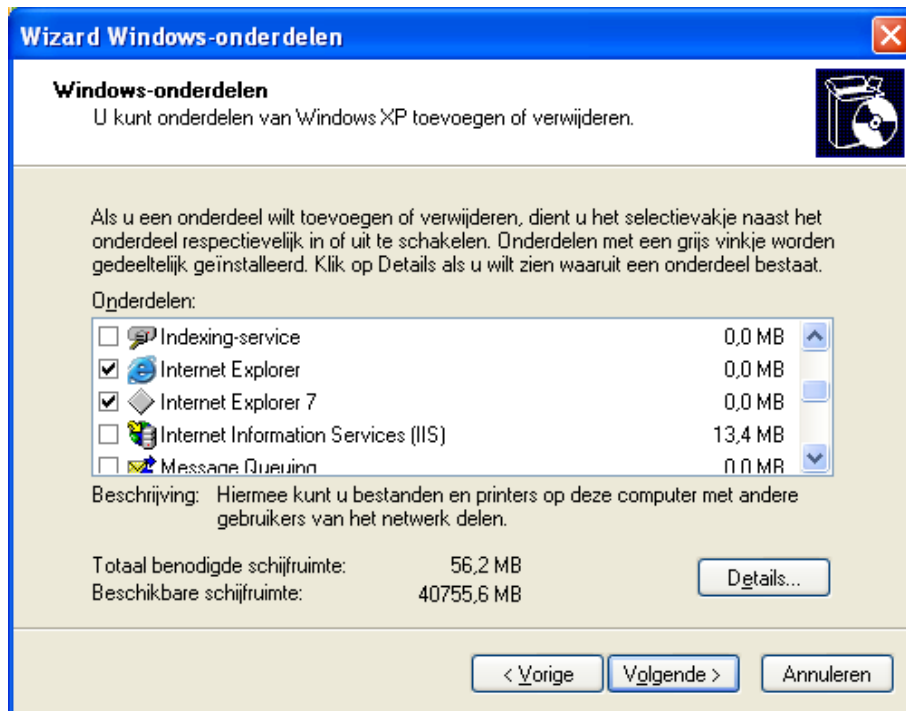 Wizard Windows-onderdelen
Windows-onderdelen
U kunt onderdelen van Windows XP toevoegen of verwijderen.
Als u een onderdeel wilt toevoegen of verwijderen, dient u het selectievakje naast het
onderdeel respectievelijk in of uit te schakelen. Onderdelen met een grijs vinkje worden
gedeeltelijk geïnstalleerd. Klik op Details als u wilt zien waaruit een onderdeel bestaat.
Onderdelen:
Indexing-service 0,0 MB
Internet Explorer 0,0 MB
Internet Explorer 7 0,0 MB
Internet Information Services (IIS) 13,4 MB
Message Queuing 0,0 MB
Beschrijving: Hiermee kunt u bestanden en printers op deze computer met andere
gebruikers van het netwerk delen.
Totaal benodigde schijfruimte: 56,2 MB
Beschikbare schijfruimte: 40755,6 MB
Details...
< Vorige Volgende > Annuleren